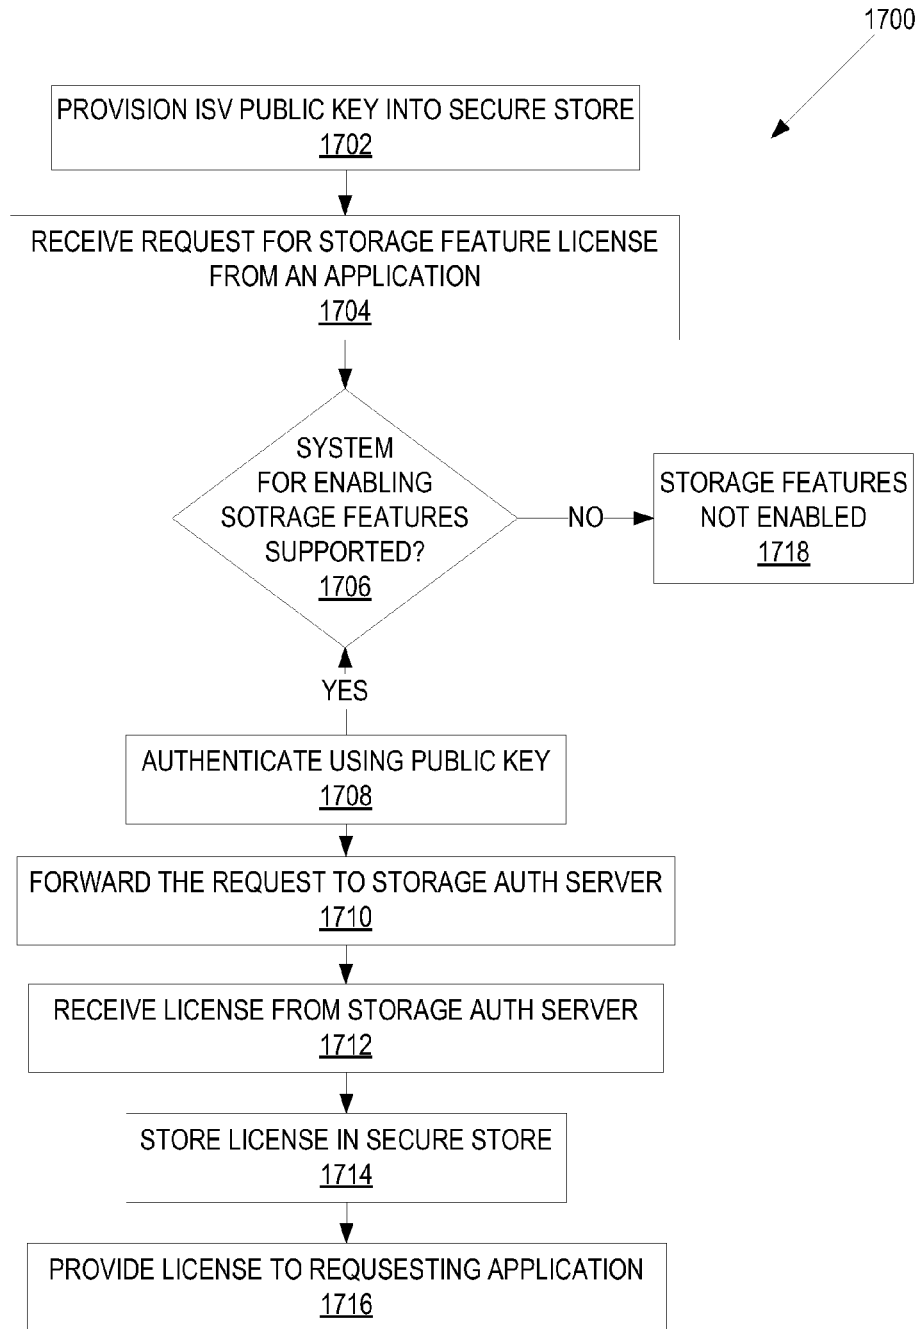 1700
PROVISION ISV PUBLIC KEY INTO SECURE STORE
1702
RECEIVE REQUEST FOR STORAGE FEATURE LICENSE
FROM AN APPLICATION
1704
SYSTEM
FOR ENABLING
SOTRAGE FEATURES
SUPPORTED?
1706
NO
STORAGE FEATURES
NOT ENABLED
1718
YES
AUTHENTICATE USING PUBLIC KEY
1708
FORWARD THE REQUEST TO STORAGE AUTH SERVER
1710
RECEIVE LICENSE FROM STORAGE AUTH SERVER
1712
STORE LICENSE IN SECURE STORE
1714
PROVIDE LICENSE TO REQUSESTING APPLICATION
1716